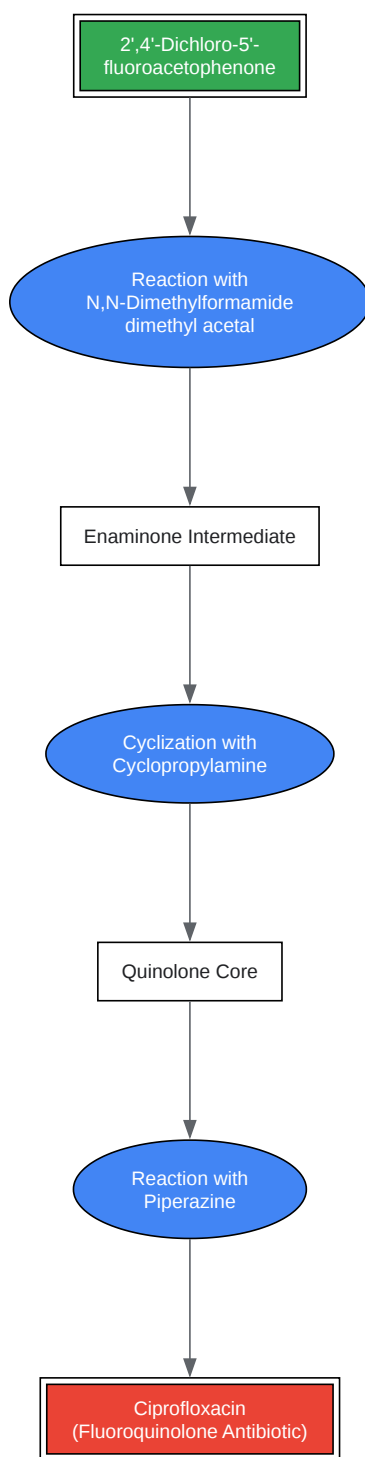 2',4'-Dichloro-5'-
fluoroacetophenone
Reaction with
N,N-Dimethylformamide
dimethyl acetal
Enaminone Intermediate
Cyclization with
Cyclopropylamine
Quinolone Core
Reaction with
Piperazine
Ciprofloxacin
(Fluoroquinolone Antibiotic)